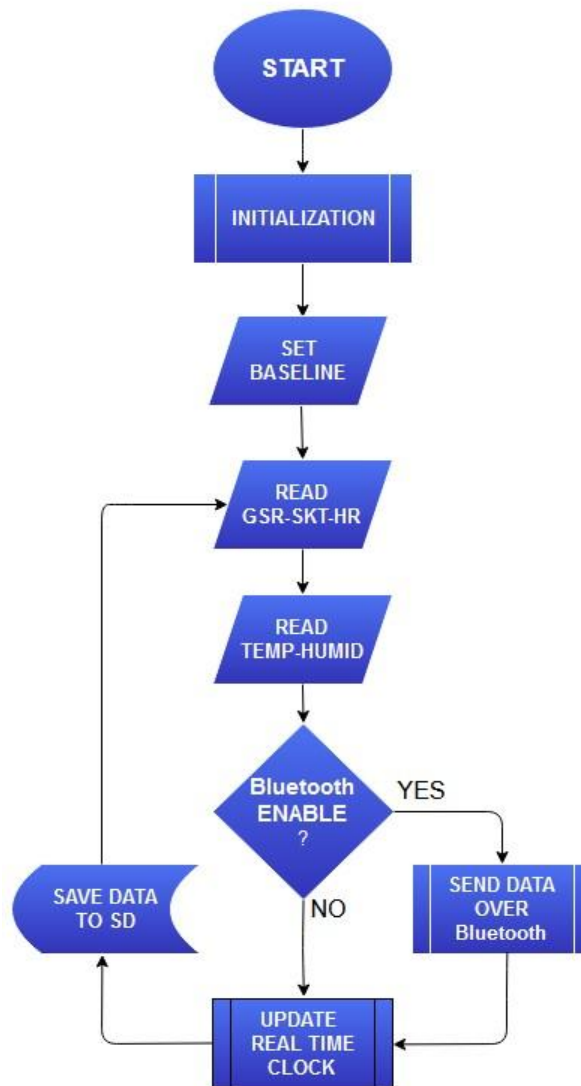 START
INITIALIZATION
SET
BASELINE
READ
GSR-SKT-HR
READ
TEMP-HUMID
Bluetooth
ENABLE
?
YES
NO
SEND DATA
OVER
Bluetooth
UPDATE
REAL TIME
CLOCK
SAVE DATA
TO SD